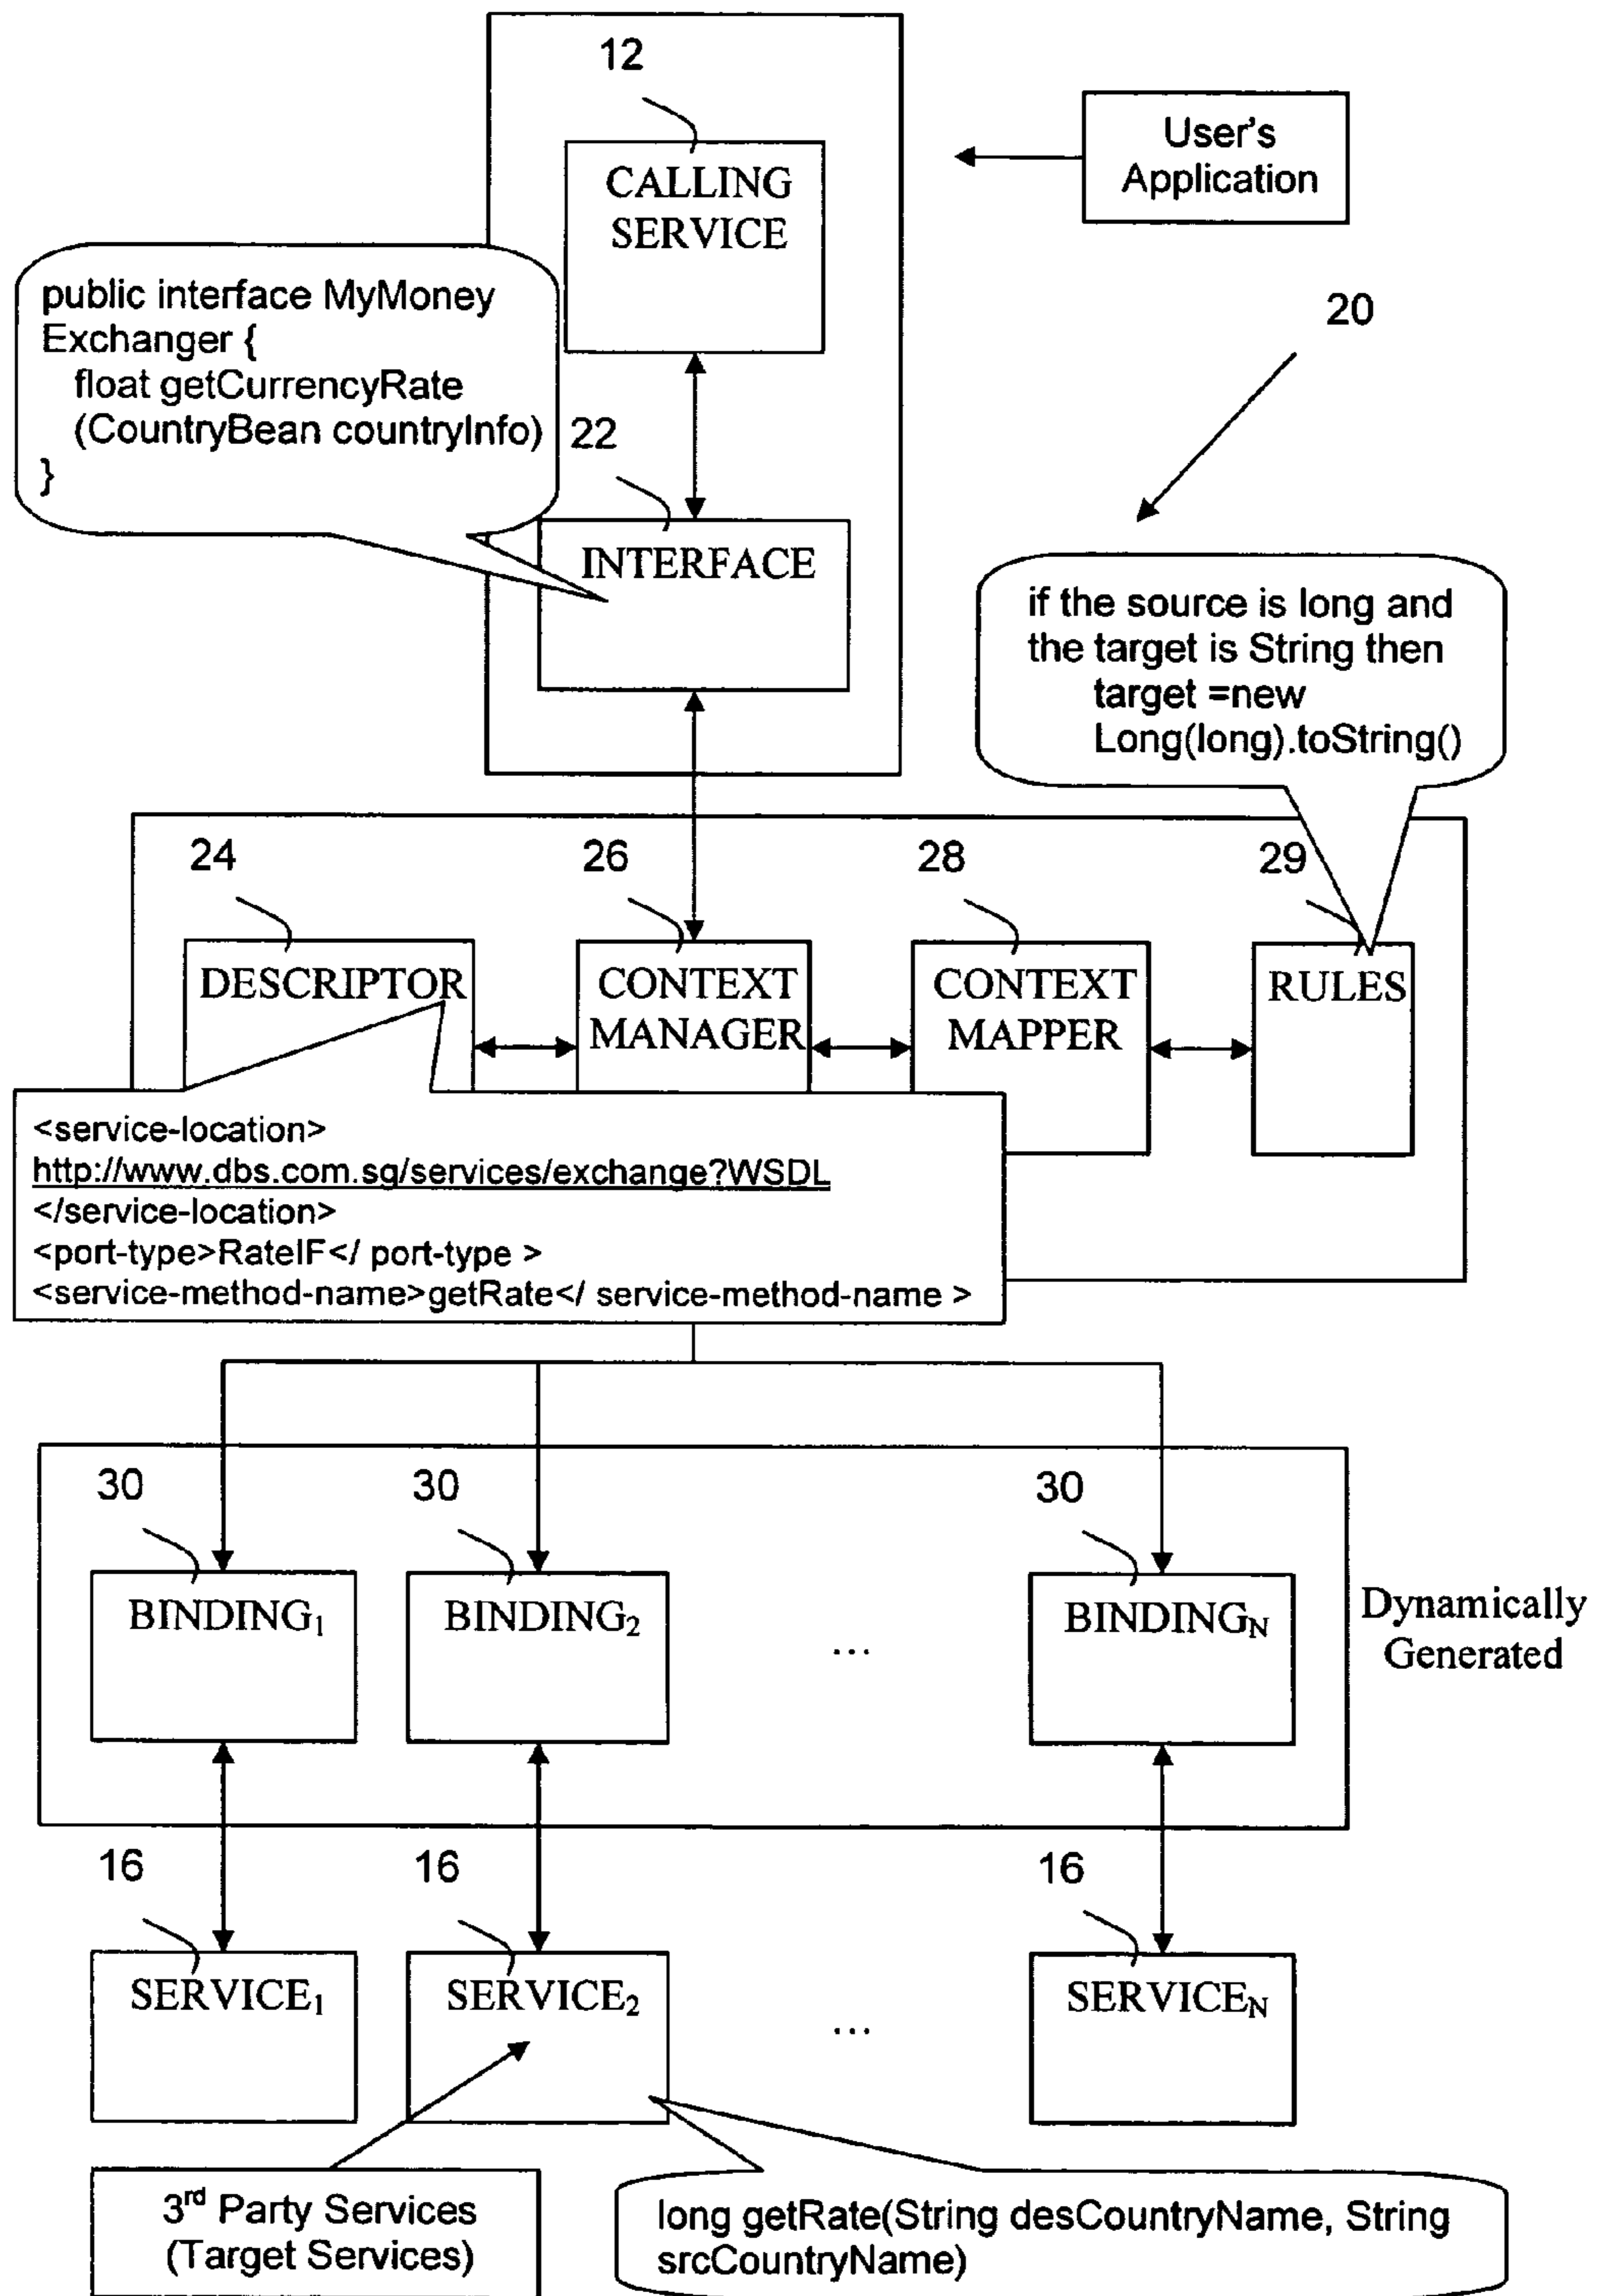 12
User's
Application
CALLING
SERVICE
public interface MyMoney
Exchanger {
float getCurrencyRate
(CountryBean countryInfo)
}
20
22
INTERFACE
if the source is long and
the target is String then
target =new
Long(long).toString()
24
26
28
29
DESCRIPTOR
CONTEXT
MANAGER
CONTEXT
MAPPER
RULES
<service-location>
http://www.dbs.com.sg/services/exchange?WSDL
</service-location>
<port-type>RateIF</ port-type >
<service-method-name>getRate</ service-method-name >
30
30
30
BINDING1
BINDING2
...
BINDINGN
Dynamically
Generated
16
16
16
SERVICE1
SERVICE2
...
SERVICEN
3rd Party Services
(Target Services)
long getRate(String desCountryName, String
srcCountryName)